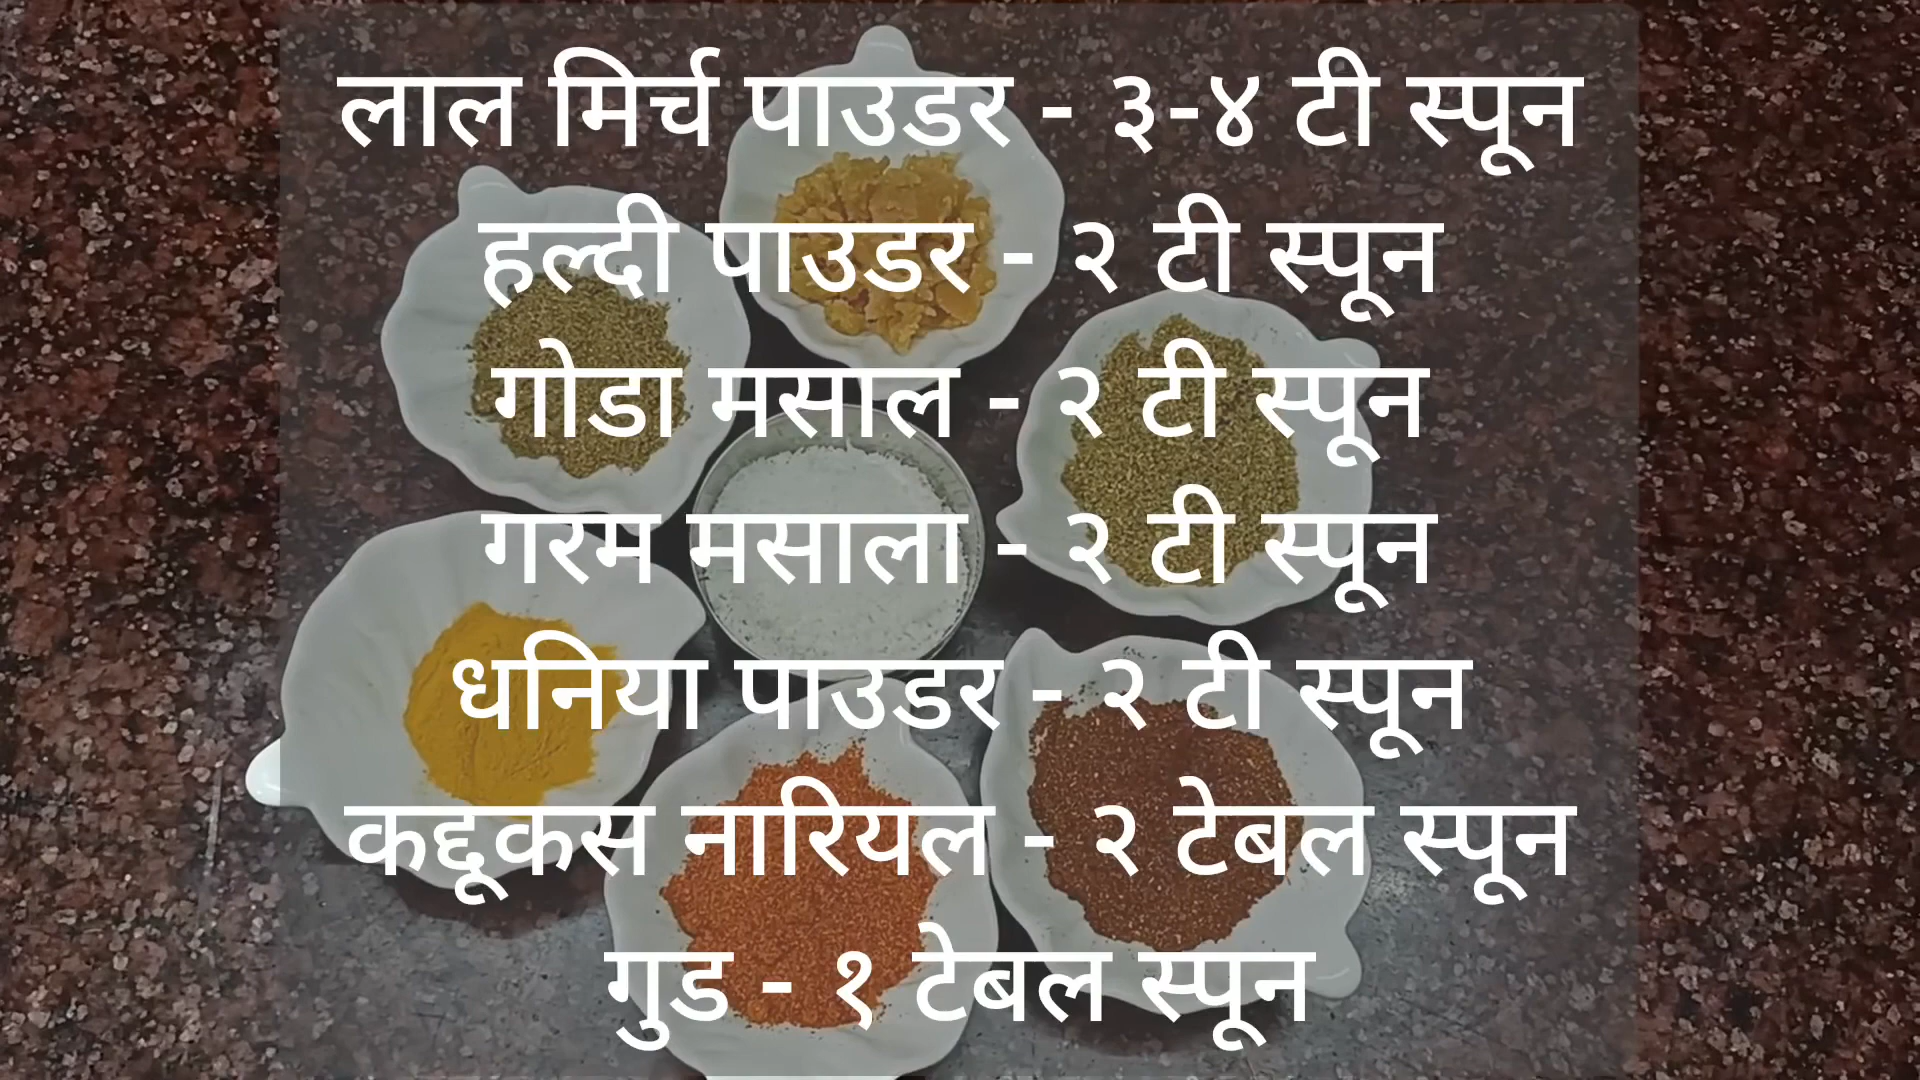 लाल मिर्च पाउडर - ३-४ टी स्पून
हल्दी पाउडर - २ टी स्पून
गोडा मसाल - २ टी स्पून
गरम मसाला - २ टी स्पून
धनिया पाउडर - २ टी स्पून
कद्दूकस नारियल - २ टेबल स्पून
गुड - १ टेबल स्पून